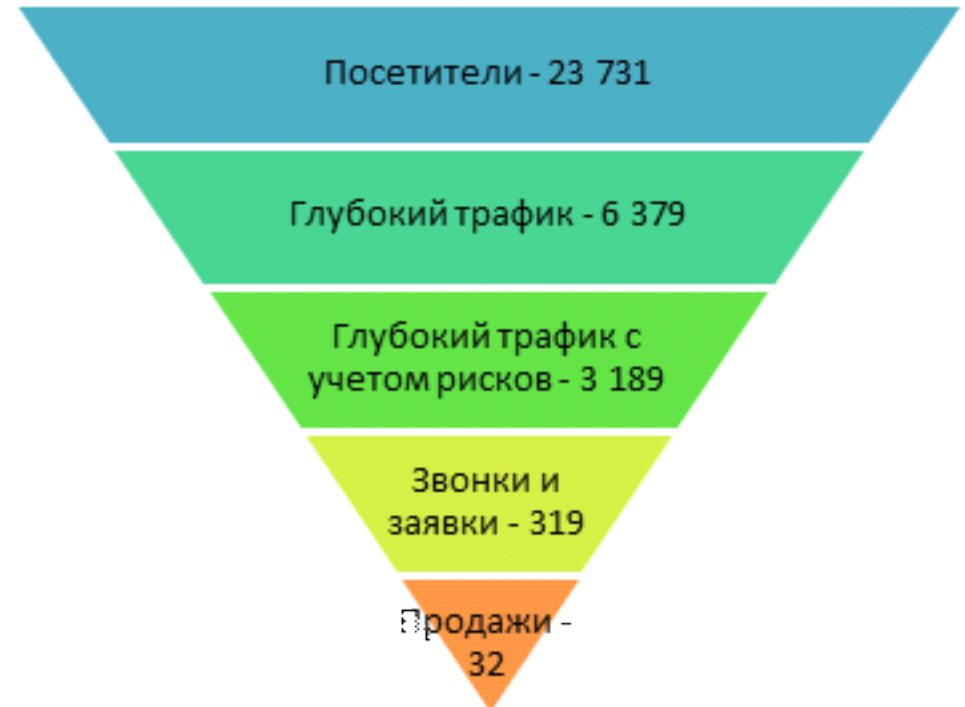 Посетители - 23 731
Глубокий трафик - 6 379
Глубокий трафик с
учетом рисков - 3 189
Звонки и
заявки - 319
Продажи -
32